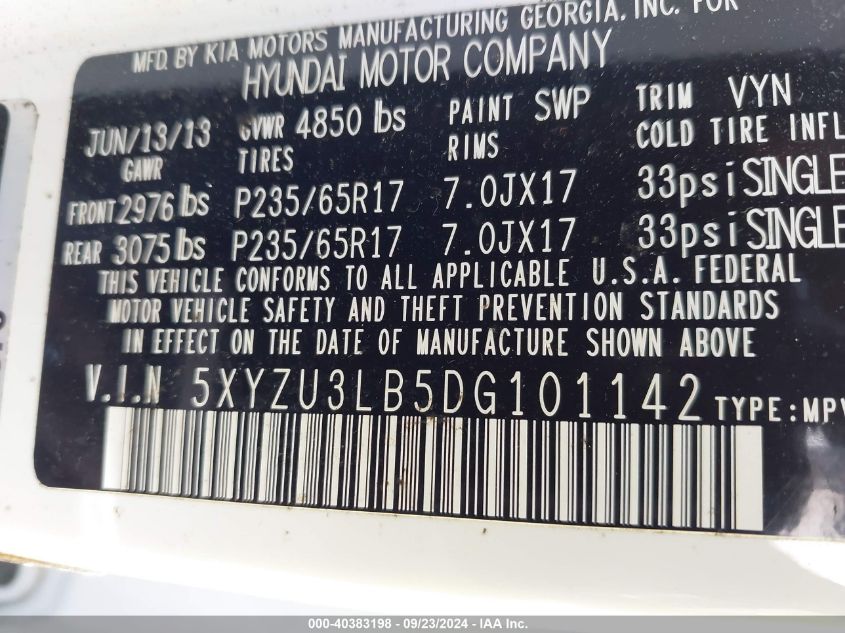 MFD BY KIA MOTORS MANUFACTURING GEORGIA, INC. FOR
HYUNDAI MOTOR COMPANY
JUN/13/13 GVWR 4850 lbs PAINT SWP TRIM VYN
GAWR TIRES RIMS COLD TIRE INFL
FRONT 2976 lbs P235/65R17 7.0JX17 33psi SINGLE
REAR 3075 lbs P235/65R17 7.0JX17 33psi SINGLE
THIS VEHICLE CONFORMS TO ALL APPLICABLE U.S.A. FEDERAL
MOTOR VEHICLE SAFETY AND THEFT PREVENTION STANDARDS
IN EFFECT ON THE DATE OF MANUFACTURE SHOWN ABOVE
V.I.N 5XYZU3LB5DG101142 TYPE:MPV
000-40383198 - 09/23/2024 - IAA Inc.